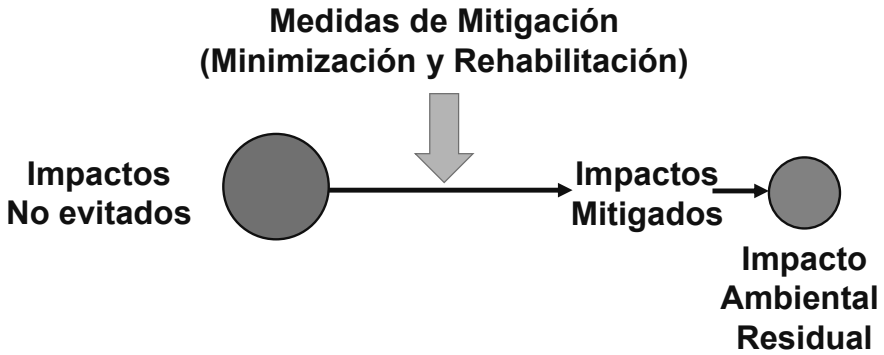 Medidas de Mitigación
(Minimización y Rehabilitación)
Impactos
No evitados
Impactos
Mitigados
Impacto
Ambiental
Residual